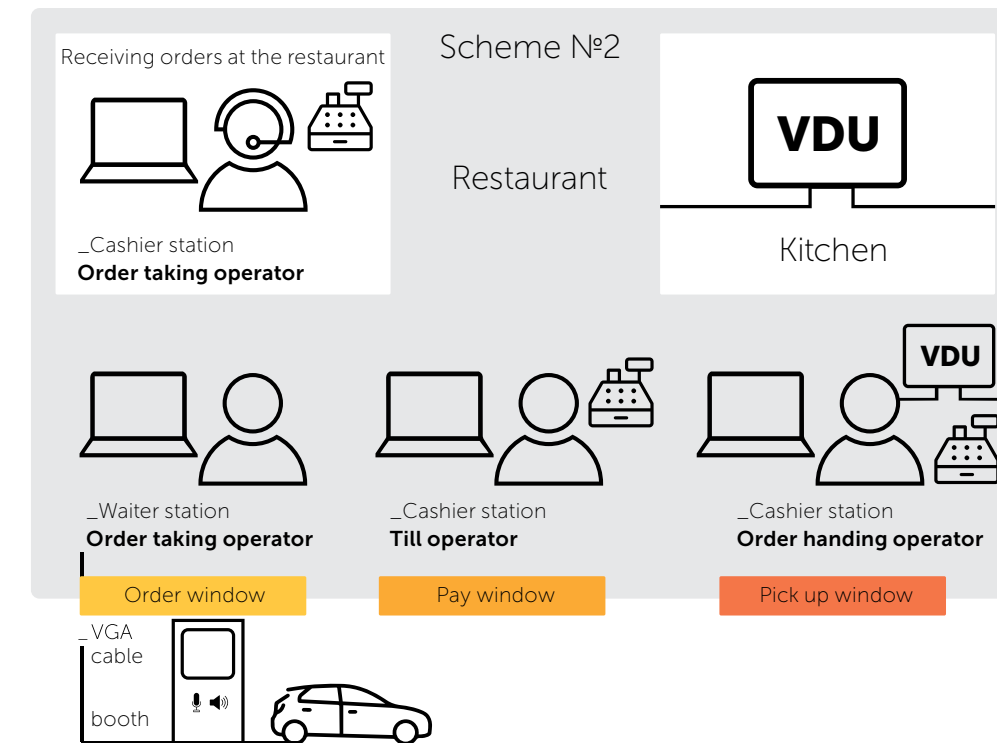 Scheme №2
Receiving orders at the restaurant
_Cashier station
Order taking operator
Restaurant
VDU
Kitchen
VDU
_Waiter station
Order taking operator
_Cashier station
Till operator
_Cashier station
Order handing operator
Order window
Pay window
Pick up window
_VGA
cable
booth